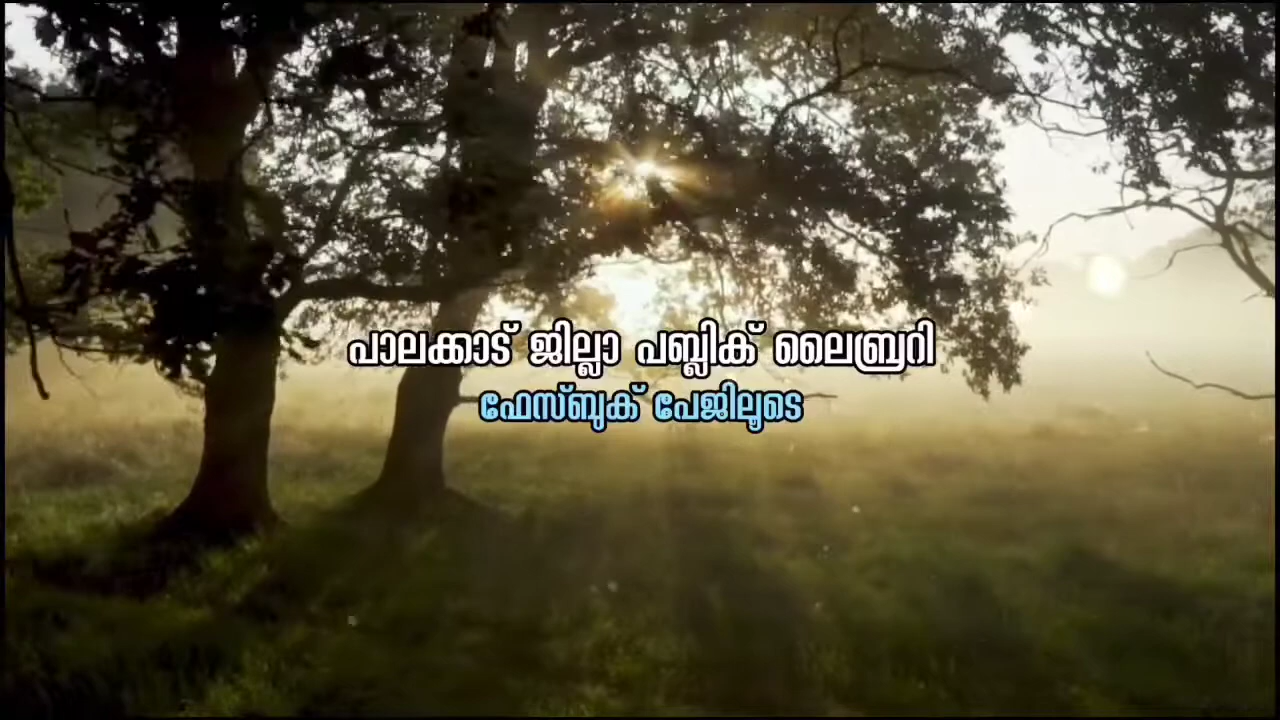 പാലക്കാട് ജില്ലാ പബ്ലിക് ലൈബ്രറി
ഫേസ്ബുക് പേജിലൂടെ